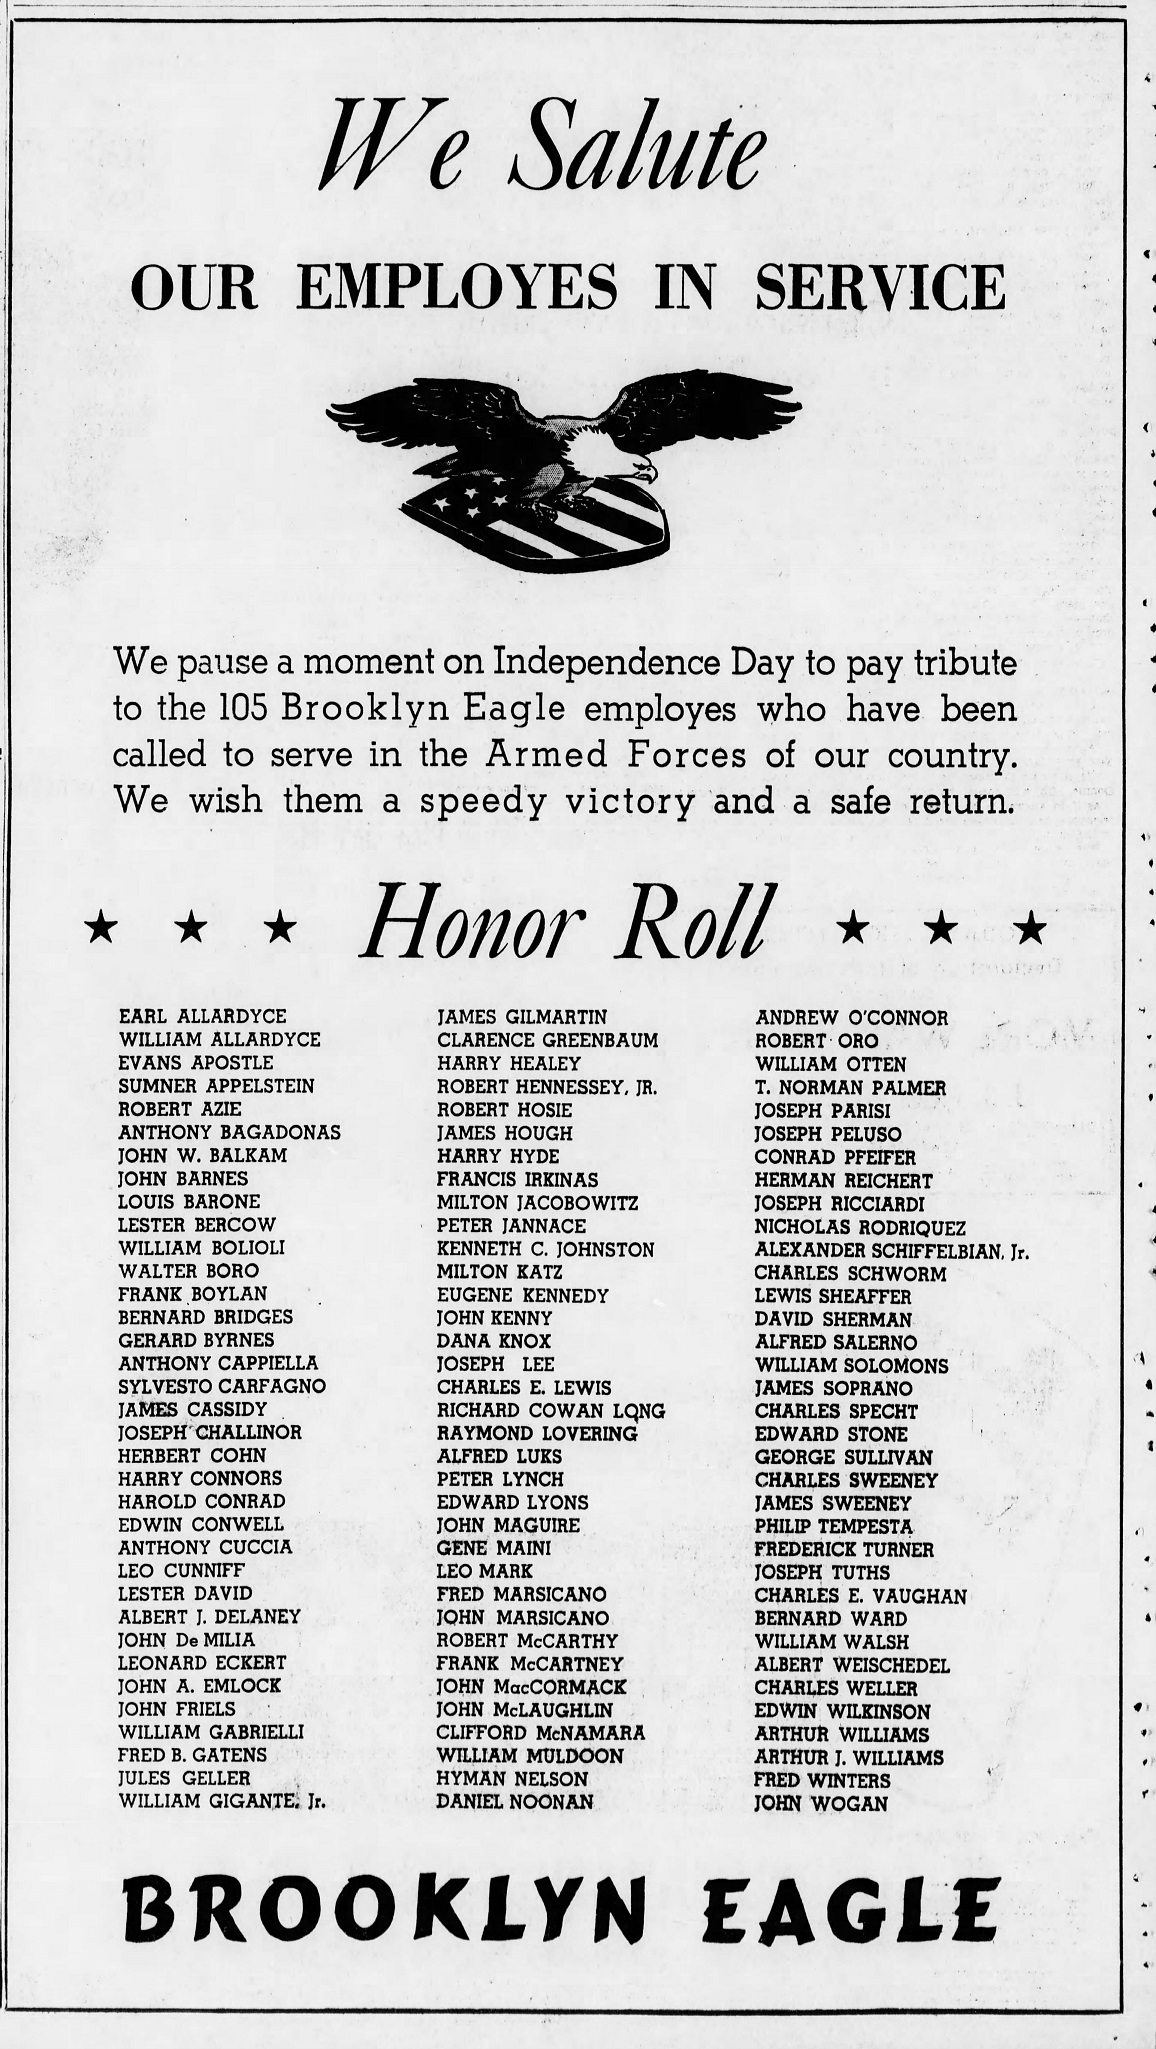 We Salute
OUR EMPLOYES IN SERVICE
We pause a moment on Independence Day to pay tribute
to the 105 Brooklyn Eagle employes who have been
called to serve in the Armed Forces of our country.
We wish them a speedy victory and a safe return.
★ ★ ★ Honor Roll ★ ★ ★
EARL ALLARDYCE
WILLIAM ALLARDYCE
EVANS APOSTLE
SUMNER APPELSTEIN
ROBERT AZIE
ANTHONY BAGADONAS
JOHN W. BALKAM
JOHN BARNES
LOUIS BARONE
LESTER BERCOW
WILLIAM BOLIOLI
WALTER BORO
FRANK BOYLAN
BERNARD BRIDGES
GERARD BYRNES
ANTHONY CAPPIELLA
SYLVESTO CARFAGNO
JAMES CASSIDY
JOSEPH CHALLINOR
HERBERT COHN
HARRY CONNORS
HAROLD CONRAD
EDWIN CONWELL
ANTHONY CUCCIA
LEO CUNNIFF
LESTER DAVID
ALBERT J. DELANEY
JOHN De MILIA
LEONARD ECKERT
JOHN A. EMLOCK
JOHN FRIELS
WILLIAM GABRIELLI
FRED B. GATENS
JULES GELLER
WILLIAM GIGANTE, Jr.
JAMES GILMARTIN
CLARENCE GREENBAUM
HARRY HEALEY
ROBERT HENNESSEY, JR.
ROBERT HOSIE
JAMES HOUGH
HARRY HYDE
FRANCIS IRKINAS
MILTON JACOBOWITZ
PETER JANNACE
KENNETH C. JOHNSTON
MILTON KATZ
EUGENE KENNEDY
JOHN KENNY
DANA KNOX
JOSEPH LEE
CHARLES E. LEWIS
RICHARD COWAN LONG
RAYMOND LOVERING
ALFRED LUKS
PETER LYNCH
EDWARD LYONS
JOHN MAGUIRE
GENE MAINI
LEO MARK
FRED MARSICANO
JOHN MARSICANO
ROBERT McCARTHY
FRANK McCARTNEY
JOHN MacCORMACK
JOHN McLAUGHLIN
CLIFFORD McNAMARA
WILLIAM MULDOON
HYMAN NELSON
DANIEL NOONAN
ANDREW O'CONNOR
ROBERT ORO
WILLIAM OTTEN
T. NORMAN PALMER
JOSEPH PARISI
JOSEPH PELUSO
CONRAD PFEIFER
HERMAN REICHERT
JOSEPH RICCIARDI
NICHOLAS RODRIQUEZ
ALEXANDER SCHIFFELBIAN, Jr.
CHARLES SCHWORM
LEWIS SHEAFFER
DAVID SHERMAN
ALFRED SALERNO
WILLIAM SOLOMONS
JAMES SOPRANO
CHARLES SPECHT
EDWARD STONE
GEORGE SULLIVAN
CHARLES SWEENEY
JAMES SWEENEY
PHILIP TEMPESTA
FREDERICK TURNER
JOSEPH TUTHS
CHARLES E. VAUGHAN
BERNARD WARD
WILLIAM WALSH
ALBERT WEISCHEDEL
CHARLES WELLER
EDWIN WILKINSON
ARTHUR WILLIAMS
ARTHUR J. WILLIAMS
FRED WINTERS
JOHN WOGAN
BROOKLYN EAGLE